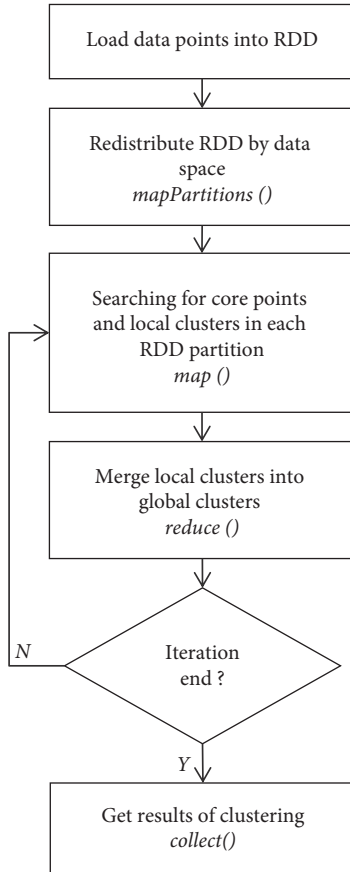 Load data points into RDD
Redistribute RDD by data
space
mapPartitions ()
Searching for core points
and local clusters in each
RDD partition
map ()
Merge local clusters into
global clusters
reduce ()
Iteration
end ?
N
Y
Get results of clustering
collect()